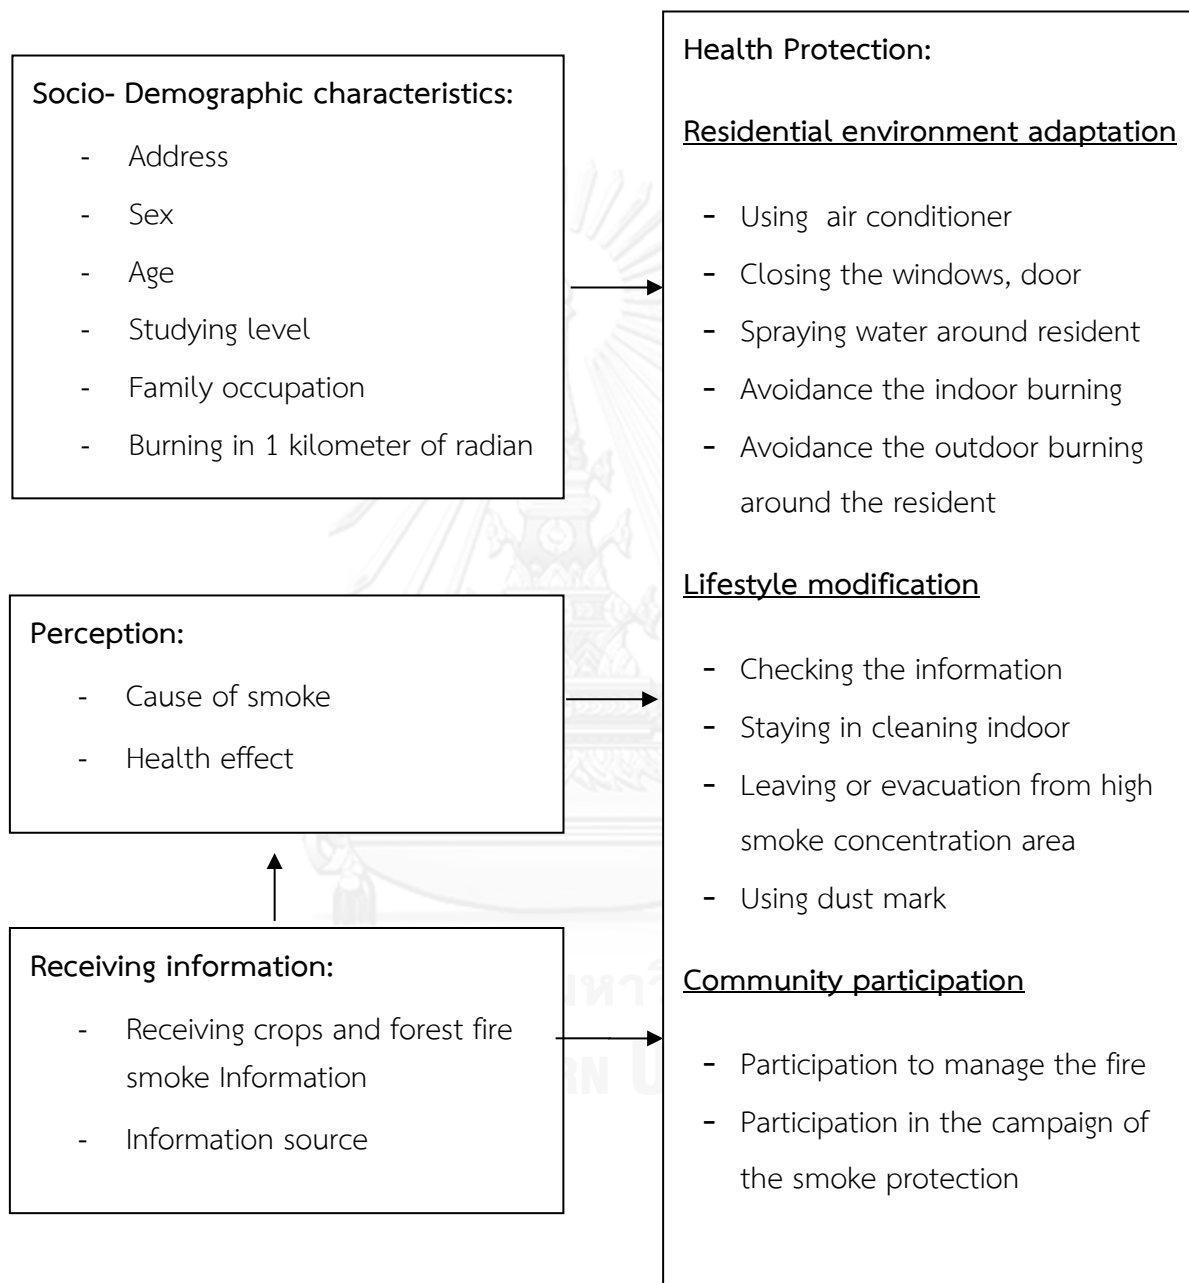 Socio- Demographic characteristics:
- Address
- Sex
- Age
- Studying level
- Family occupation
- Burning in 1 kilometer of radian
Perception:
- Cause of smoke
- Health effect
Receiving information:
- Receiving crops and forest fire
smoke Information
- Information source
Health Protection:
Residential environment adaptation
- Using air conditioner
- Closing the windows, door
- Spraying water around resident
- Avoidance the indoor burning
- Avoidance the outdoor burning
around the resident
Lifestyle modification
- Checking the information
- Staying in cleaning indoor
- Leaving or evacuation from high
smoke concentration area
- Using dust mark
Community participation
- Participation to manage the fire
- Participation in the campaign of
the smoke protection